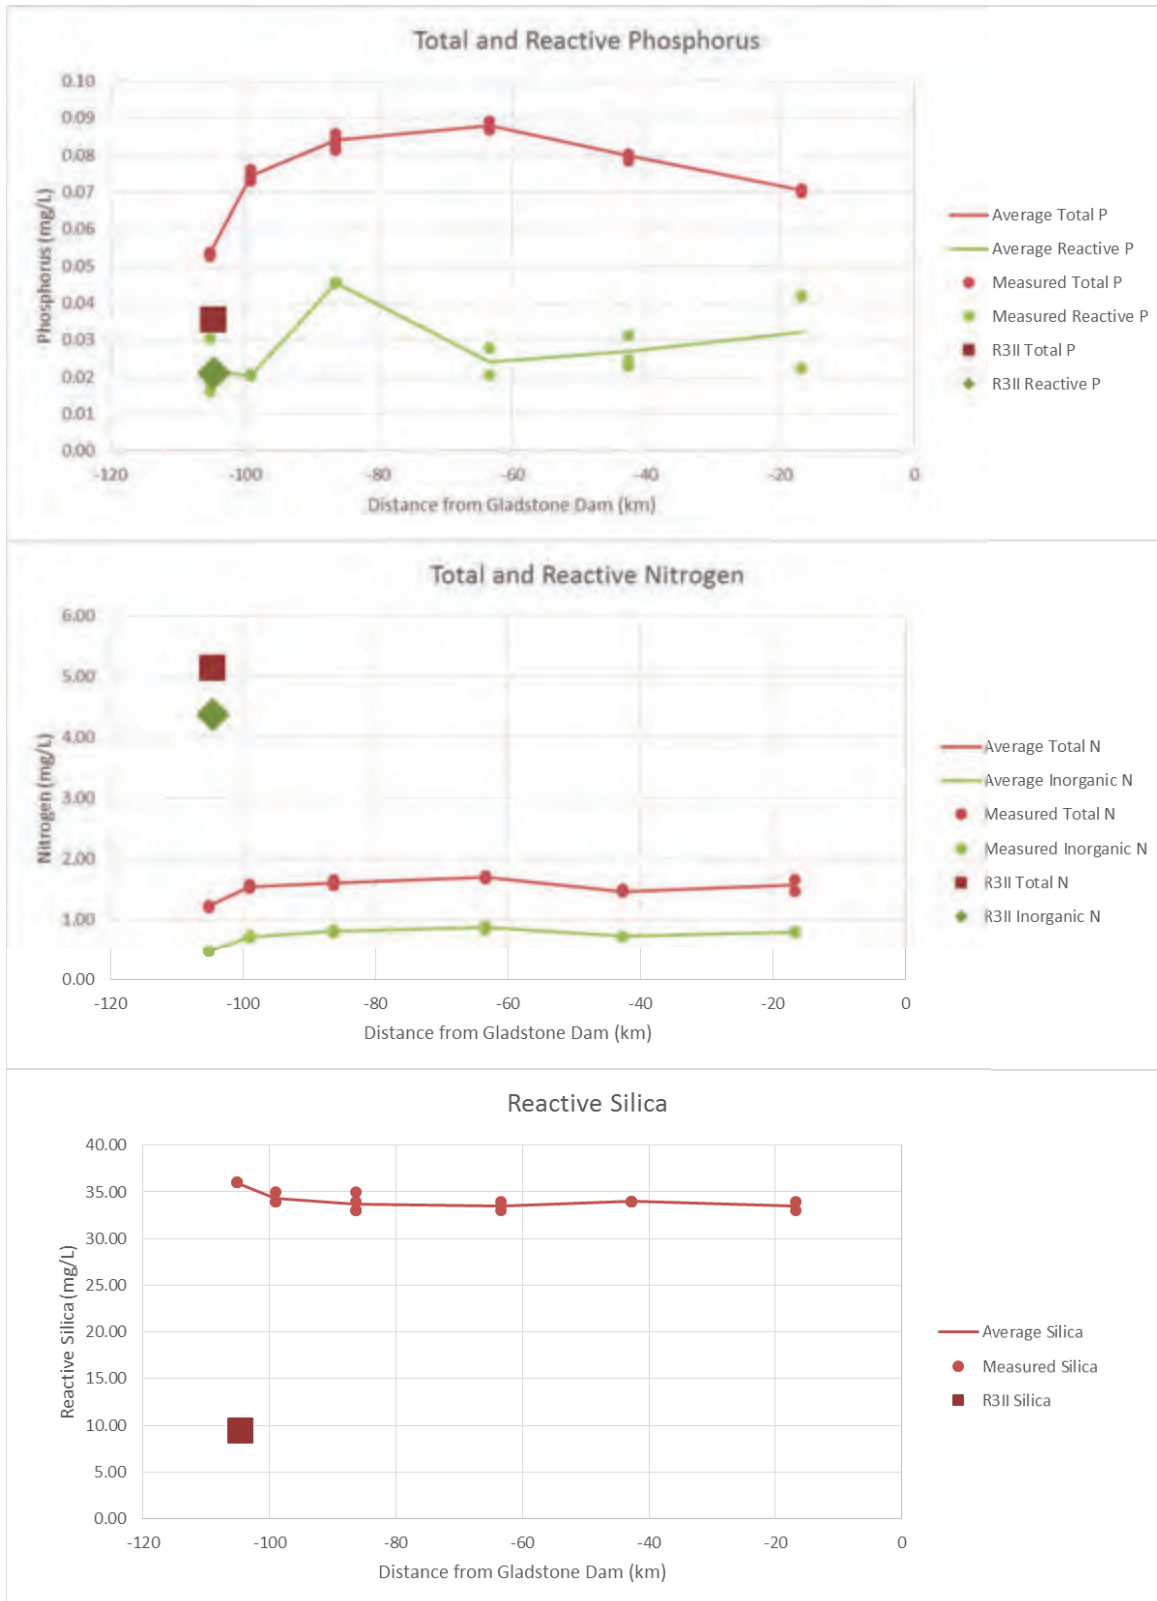 Total and Reactive Phosphorus
0.10
0.09
0.08
0.07
0.06
0.05
0.04
0.03
0.02
0.01
0.00
Phosphorus (mg/L)
-120
-100
-80
-60
-40
-20
0
Distance from Gladstone Dam (km)
Average Total P
Average Reactive P
Measured Total P
Measured Reactive P
R3II Total P
R3II Reactive P
Total and Reactive Nitrogen
6.00
5.00
4.00
3.00
2.00
1.00
0.00
Nitrogen (mg/L)
-120
-100
-80
-60
-40
-20
0
Distance from Gladstone Dam (km)
Average Total N
Average Inorganic N
Measured Total N
Measured Inorganic N
R3II Total N
R3II Inorganic N
Reactive Silica
40.00
35.00
30.00
25.00
20.00
15.00
10.00
5.00
0.00
Reactive Silica (mg/L)
-120
-100
-80
-60
-40
-20
0
Distance from Gladstone Dam (km)
Average Silica
Measured Silica
R3II Silica